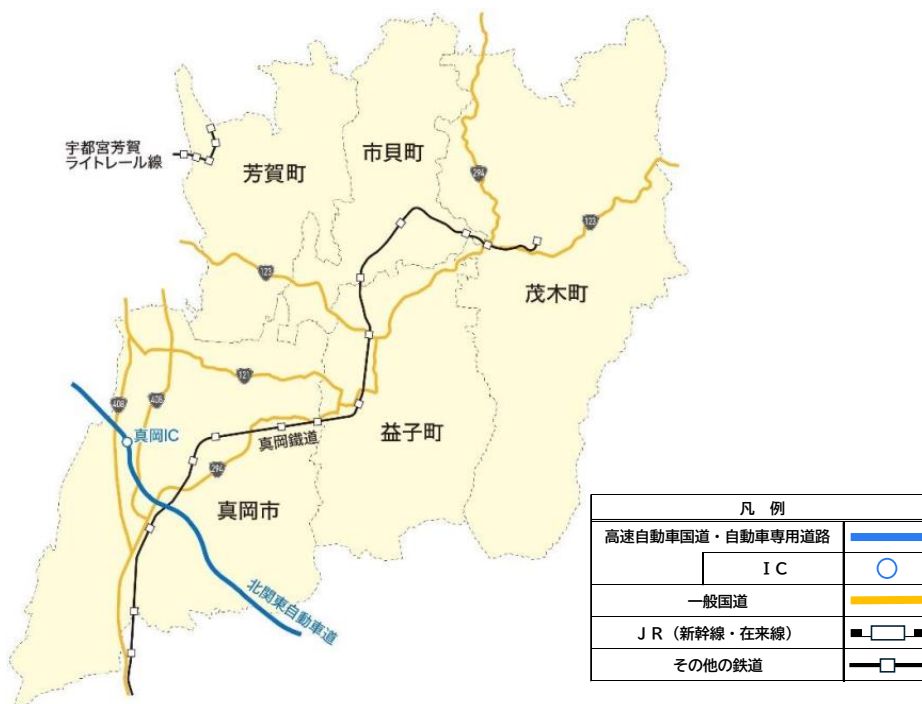 宇都宮芳賀
ライトレール線
芳賀町
市貝町
294
123
茂木町
123
121
408
408
真岡IC
真岡鐵道
益子町
294
真岡市
北関東自動車道
凡 例
高速自動車国道・自動車専用道路
ＩＣ
一般国道
ＪＲ（新幹線・在来線）
その他の鉄道